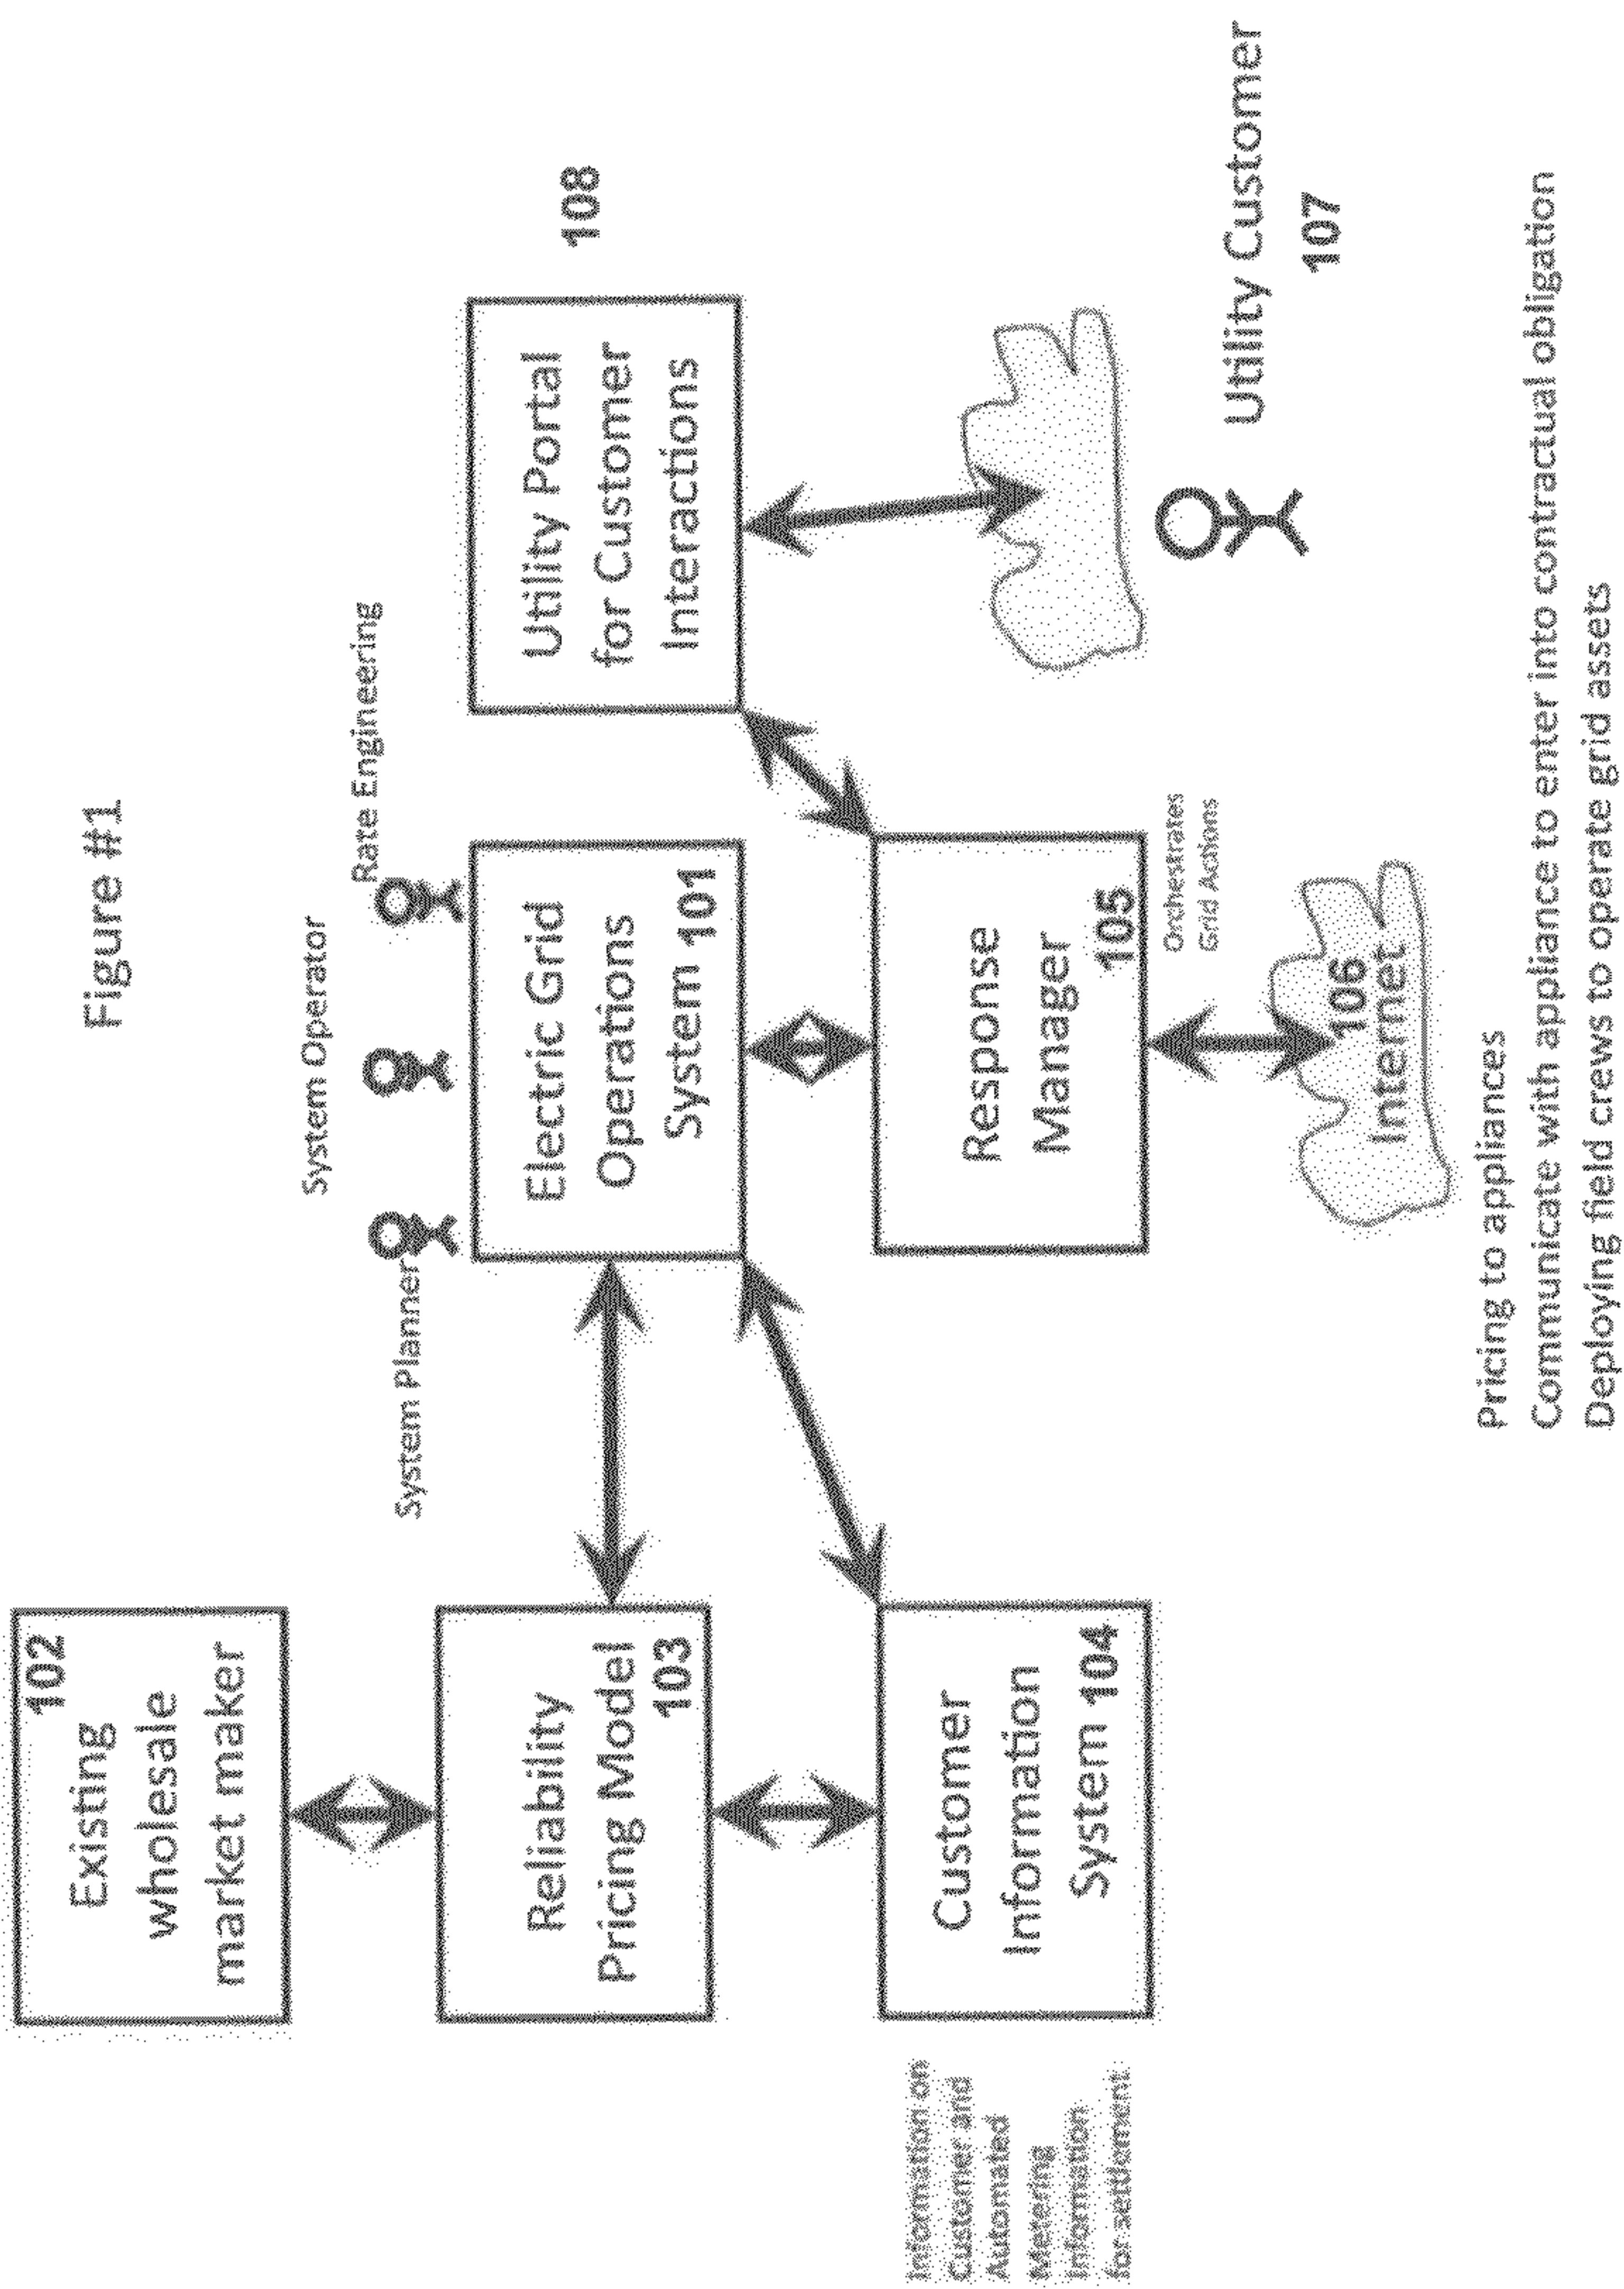 Figure #1
102
Existing
wholesale
market maker
System Operator
Rate Engineering
System Planner
Reliability
Pricing Model
103
Electric Grid
Operations
System 101
Utility Portal
for Customer
Interactions
108
Information on
Customer and
Automated
Metering
Information
for settlement
Customer
Information
System 104
Response
Manager
105
Orchestrates
Grid Actions
106
Internet
Utility Customer
107
Pricing to appliances
Communicate with appliance to enter into contractual obligation
Deploying field crews to operate grid assets